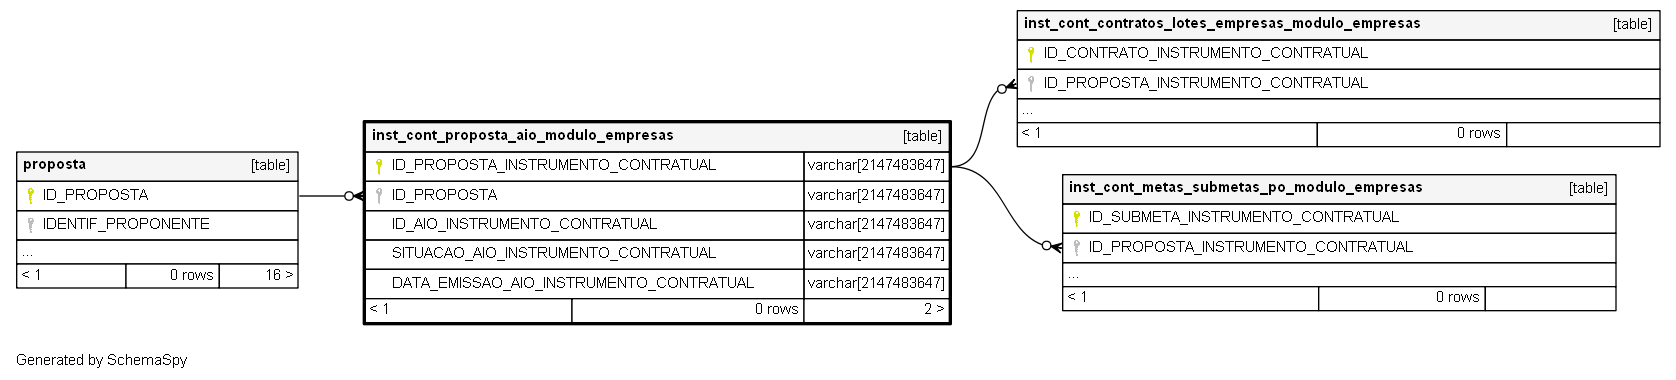 proposta [table]
ID_PROPOSTA
IDENTIF_PROPONENTE
...
< 1 0 rows 16 >
inst_cont_proposta_aio_modulo_empresas [table]
ID_PROPOSTA_INSTRUMENTO_CONTRATUAL varchar[2147483647]
ID_PROPOSTA varchar[2147483647]
ID_AIO_INSTRUMENTO_CONTRATUAL varchar[2147483647]
SITUACAO_AIO_INSTRUMENTO_CONTRATUAL varchar[2147483647]
DATA_EMISSAO_AIO_INSTRUMENTO_CONTRATUAL varchar[2147483647]
< 1 0 rows 2 >
inst_cont_contratos_lotes_empresas_modulo_empresas [table]
ID_CONTRATO_INSTRUMENTO_CONTRATUAL
ID_PROPOSTA_INSTRUMENTO_CONTRATUAL
...
< 1 0 rows
inst_cont_metas_submetas_po_modulo_empresas [table]
ID_SUBMETA_INSTRUMENTO_CONTRATUAL
ID_PROPOSTA_INSTRUMENTO_CONTRATUAL
...
< 1 0 rows
Generated by SchemaSpy